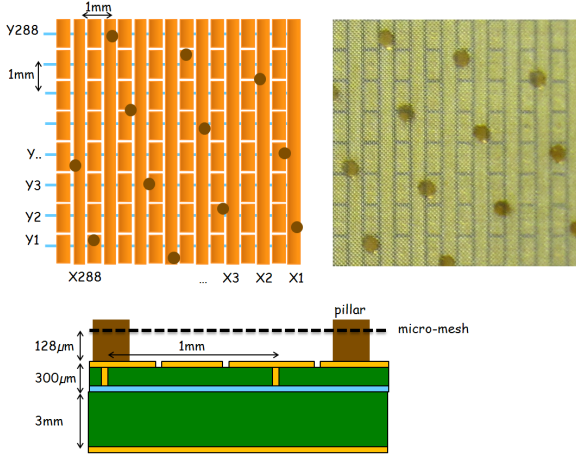 1mm
Y288
1mm
Y..
Y3
Y2
Y1
X288 ... X3 X2 X1
pillar
micro-mesh
128µm
1mm
300µm
3mm